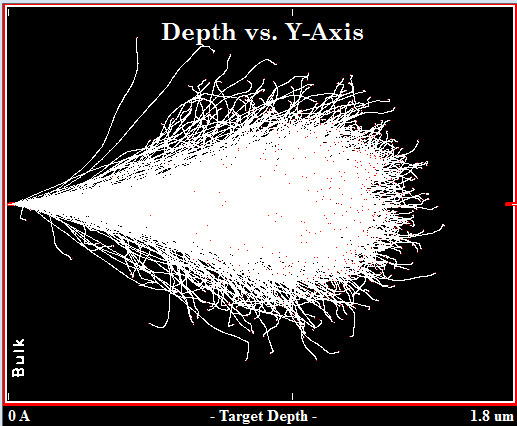 Depth vs. Y-Axis
Bulk
0 A - Target Depth - 1.8 um